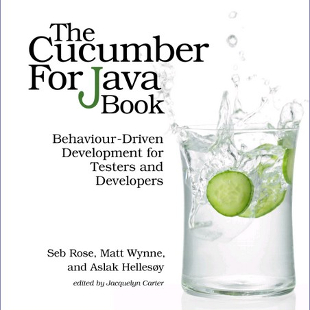 The
Cucumber
For Java
Book
Behaviour-Driven
Development for
Testers and
Developers
Seb Rose, Matt Wynne,
and Aslak Hellesøy
edited by Jacquelyn Carter